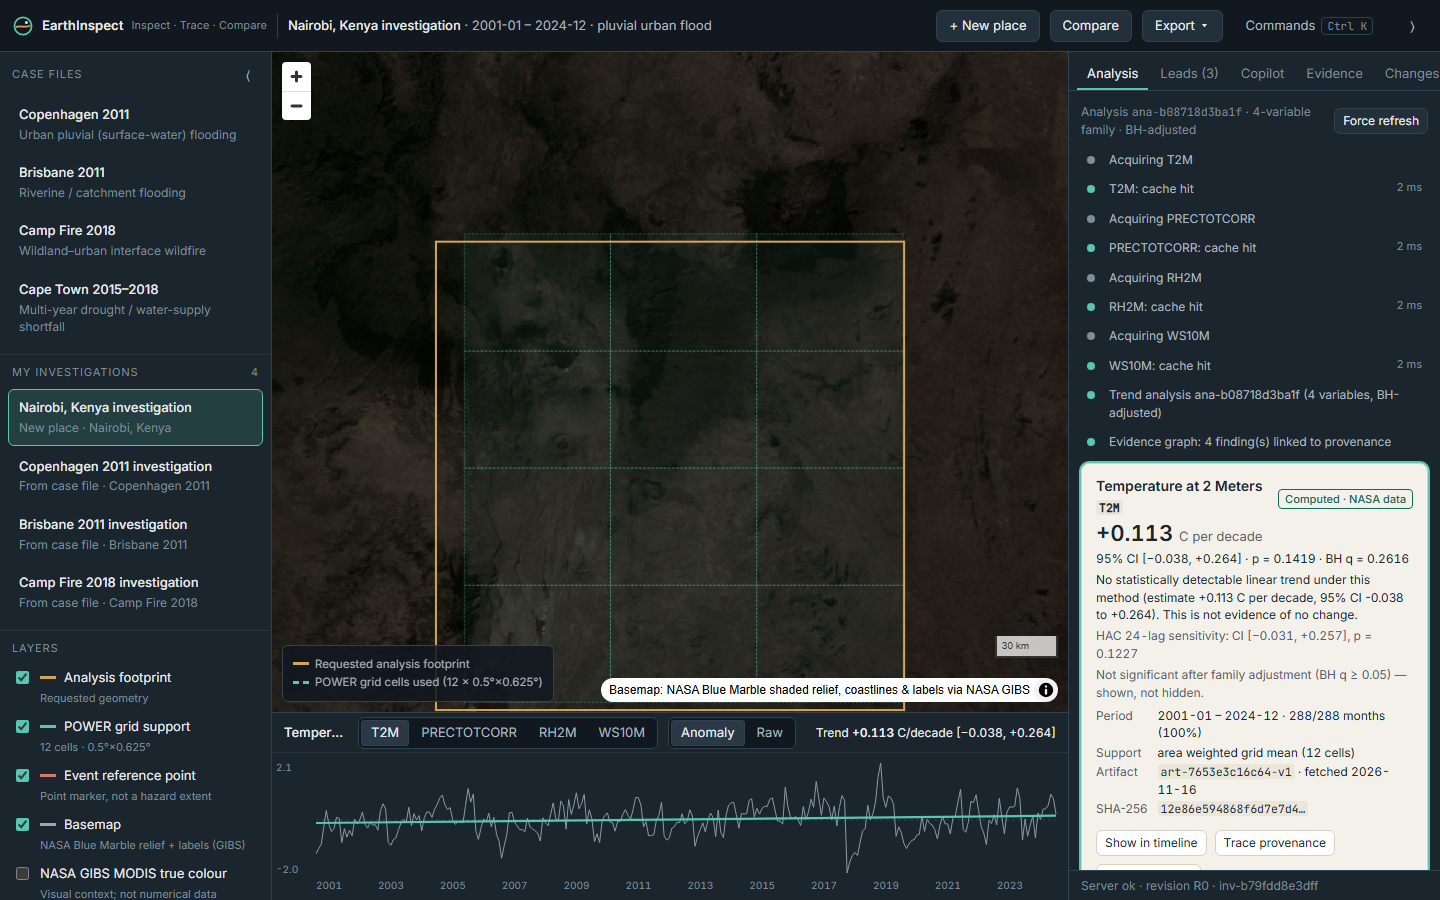 EarthInspect Inspect · Trace · Compare
Nairobi, Kenya investigation · 2001-01 – 2024-12 · pluvial urban flood
+ New place
Compare
Export
Commands Ctrl K
CASE FILES
Copenhagen 2011
Urban pluvial (surface-water) flooding
Brisbane 2011
Riverine / catchment flooding
Camp Fire 2018
Wildland–urban interface wildfire
Cape Town 2015–2018
Multi-year drought / water-supply
shortfall
MY INVESTIGATIONS 4
Nairobi, Kenya investigation
New place · Nairobi, Kenya
Copenhagen 2011 investigation
From case file · Copenhagen 2011
Brisbane 2011 investigation
From case file · Brisbane 2011
Camp Fire 2018 investigation
From case file · Camp Fire 2018
LAYERS
Analysis footprint
Requested geometry
POWER grid support
12 cells · 0.5°×0.625°
Event reference point
Point marker, not a hazard extent
Basemap
NASA Blue Marble relief + labels (GIBS)
NASA GIBS MODIS true colour
Visual context; not numerical data
Requested analysis footprint
POWER grid cells used (12 × 0.5°×0.625°)
30 km
Basemap: NASA Blue Marble shaded relief, coastlines & labels via NASA GIBS
Temper...
T2M
PRECTOTCORR
RH2M
WS10M
Anomaly
Raw
Trend +0.113 C/decade [−0.038, +0.264]
2.1
-2.0
2001 2003 2005 2007 2009 2011 2013 2015 2017 2019 2021 2023
Analysis
Leads (3)
Copilot
Evidence
Changes
Analysis ana-b08718d3ba1f · 4-variable
family · BH-adjusted
Force refresh
Acquiring T2M
T2M: cache hit 2 ms
Acquiring PRECTOTCORR
PRECTOTCORR: cache hit 2 ms
Acquiring RH2M
RH2M: cache hit 2 ms
Acquiring WS10M
WS10M: cache hit 2 ms
Trend analysis ana-b08718d3ba1f (4 variables, BH-
adjusted)
Evidence graph: 4 finding(s) linked to provenance
Temperature at 2 Meters
T2M
Computed · NASA data
+0.113 C per decade
95% CI [−0.038, +0.264] · p = 0.1419 · BH q = 0.2616
No statistically detectable linear trend under this
method (estimate +0.113 C per decade, 95% CI -0.038
to +0.264). This is not evidence of no change.
HAC 24-lag sensitivity: CI [−0.031, +0.257], p =
0.1227
Not significant after family adjustment (BH q ≥ 0.05) —
shown, not hidden.
Period 2001-01 – 2024-12 · 288/288 months
(100%)
Support area weighted grid mean (12 cells)
Artifact art-7653e3c16c64-v1 · fetched 2026-
11-16
SHA-256 12e86e594868f6d7e7d4…
Show in timeline
Trace provenance
Server ok · revision R0 · inv-b79fdd8e3dff